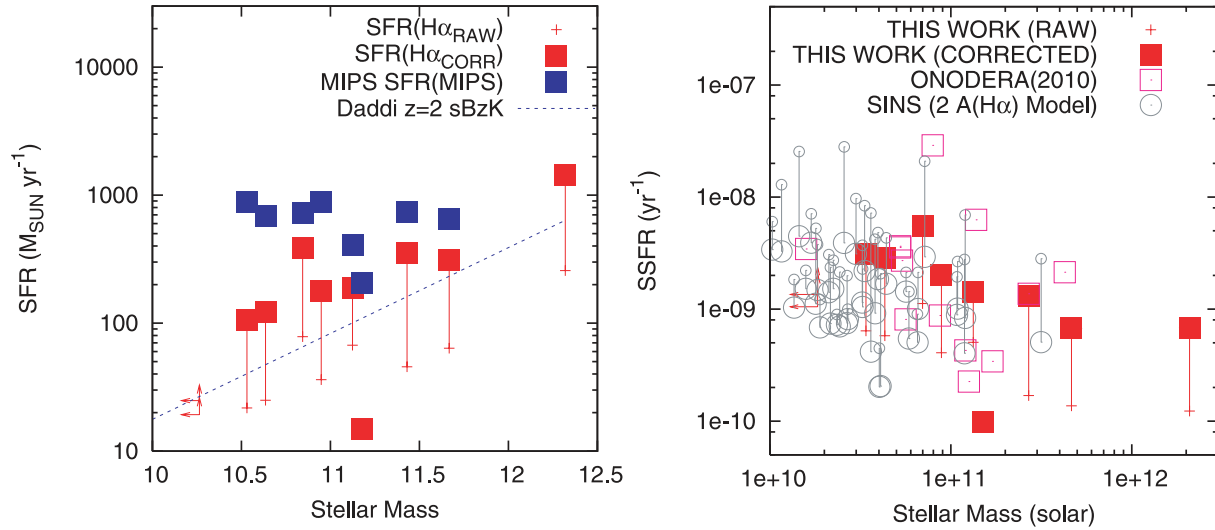 SFR(Hα_RAW)
SFR(Hα_CORR)
MIPS SFR(MIPS)
Daddi z=2 sBzK
10000
1000
100
10
SFR (M_SUN yr⁻¹)
10 10.5 11 11.5 12 12.5
Stellar Mass
THIS WORK (RAW)
THIS WORK (CORRECTED)
ONODERA(2010)
SINS (2 A(Hα) Model)
1e-07
1e-08
1e-09
1e-10
SSFR (yr⁻¹)
1e+10 1e+11 1e+12
Stellar Mass (solar)